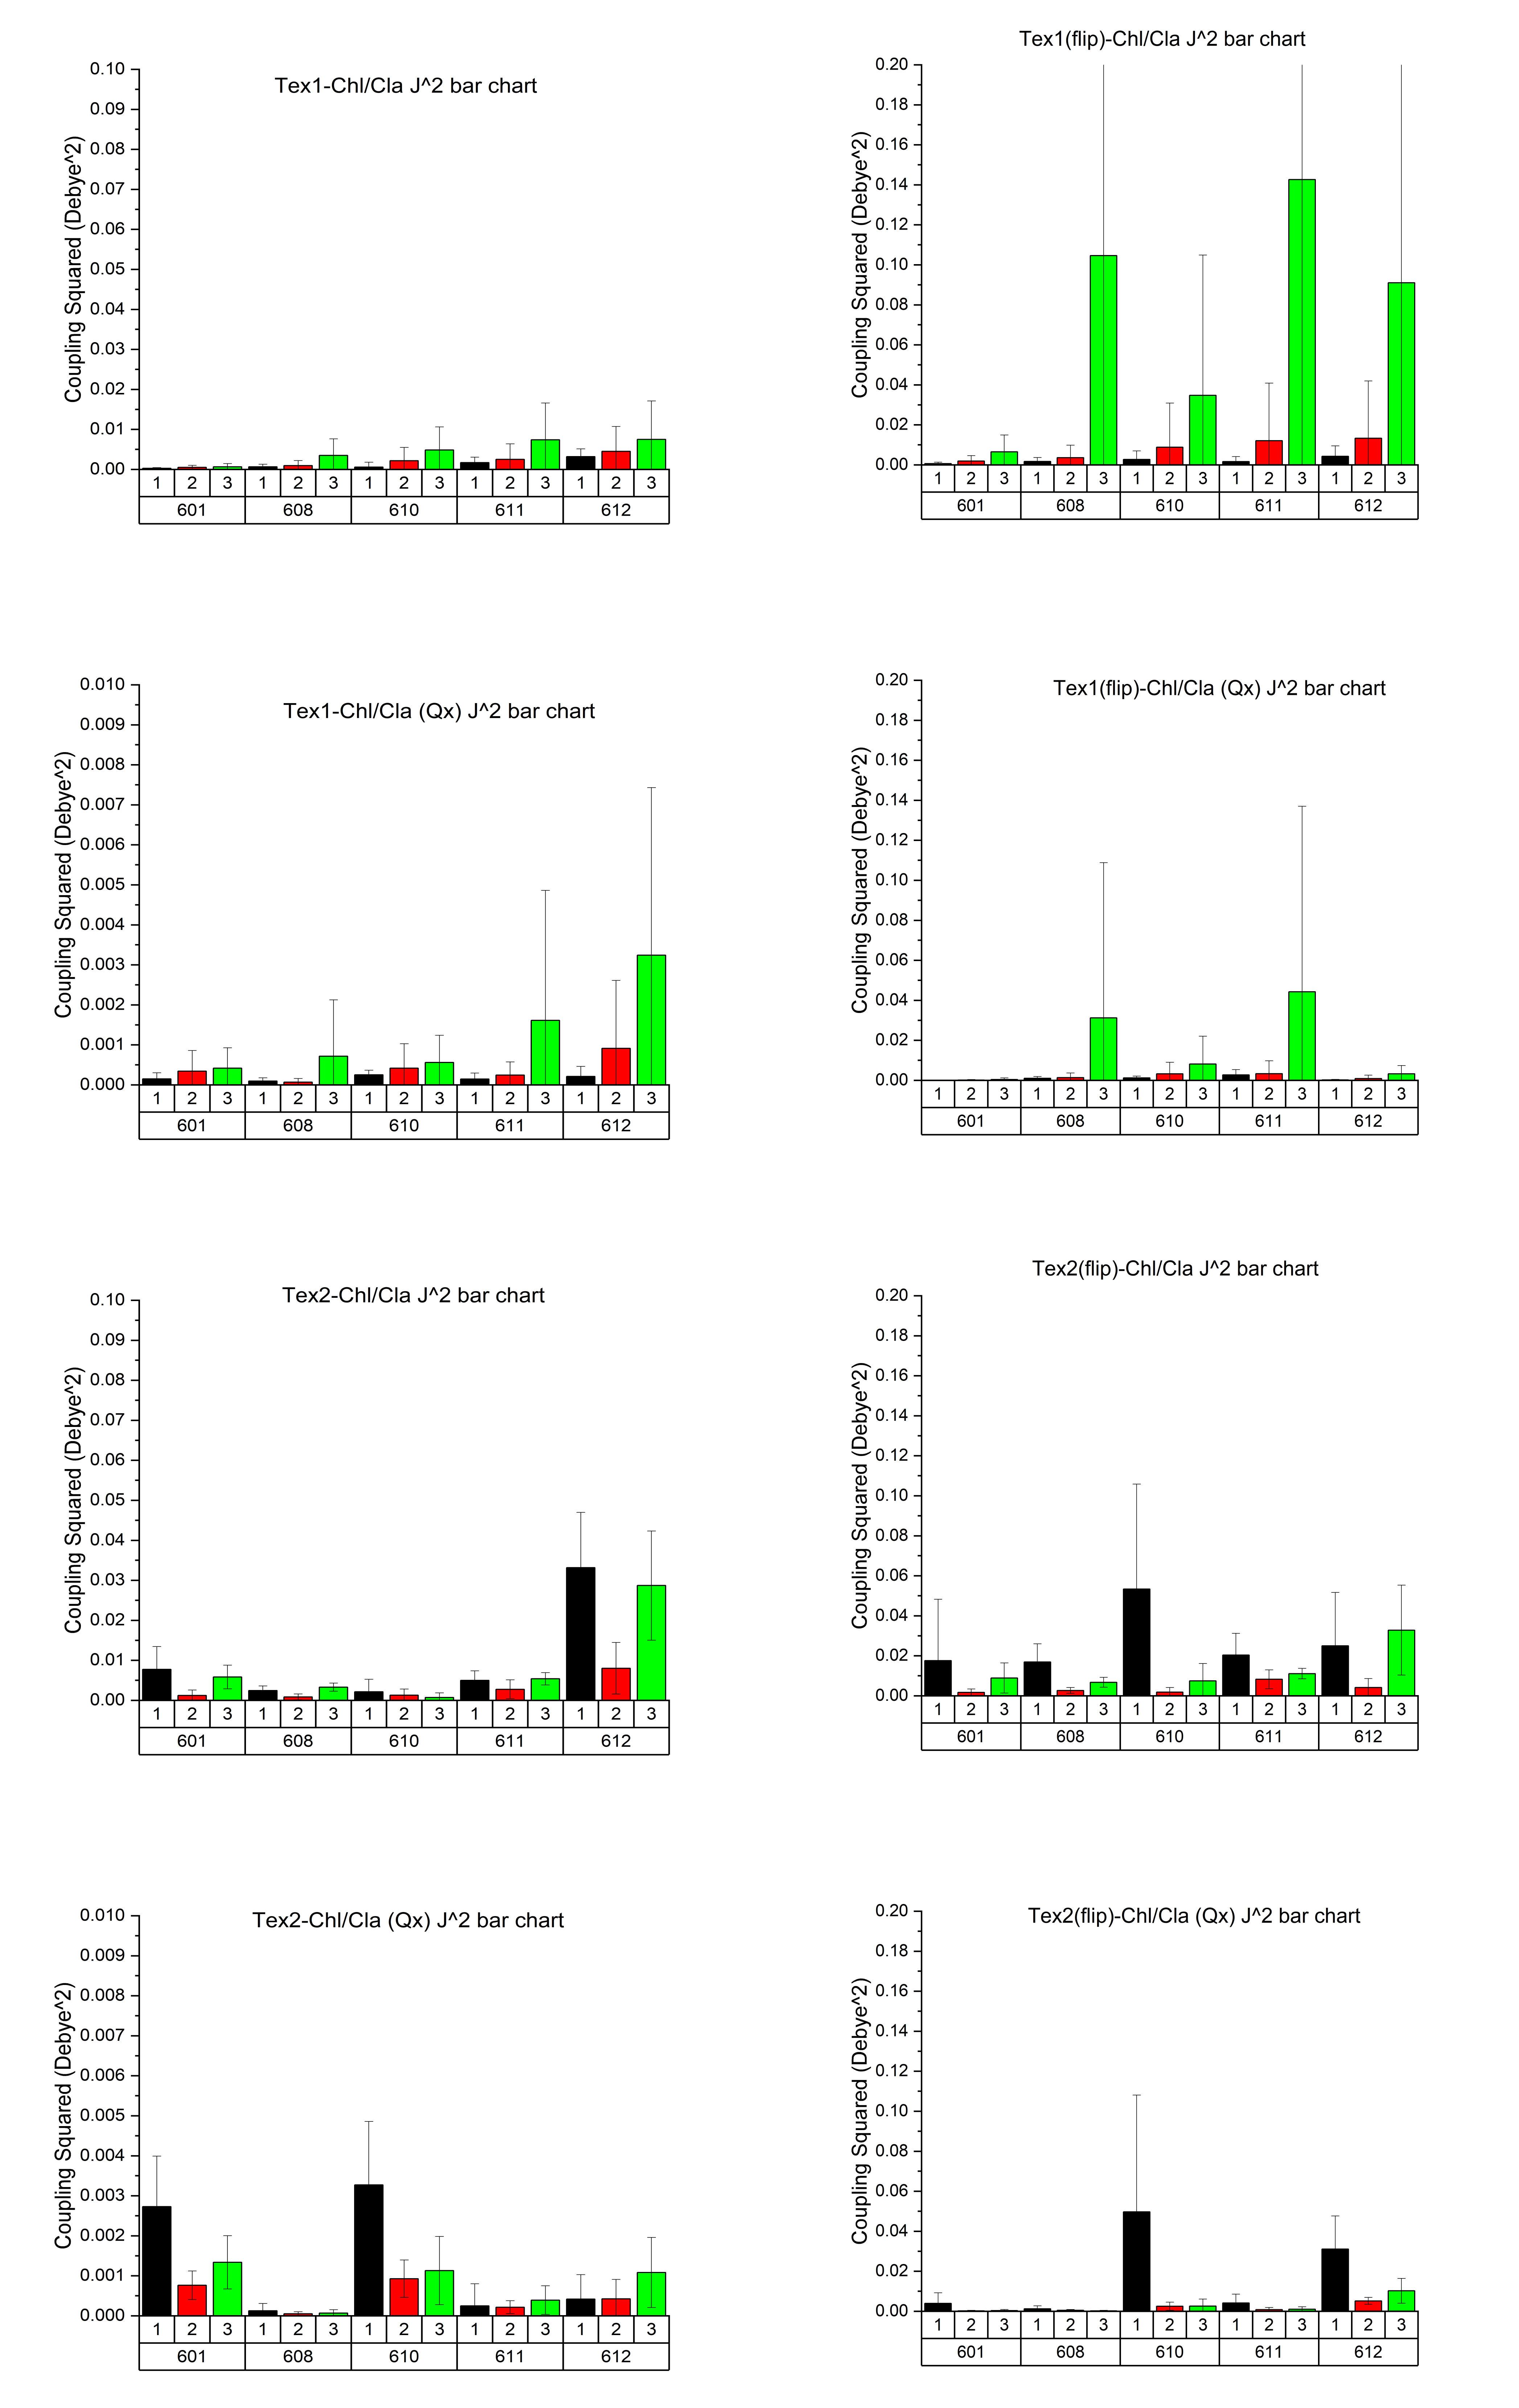 Tex1-Chl/Cla J^2 bar chart
Coupling Squared (Debye^2)
0.10
0.09
0.08
0.07
0.06
0.05
0.04
0.03
0.02
0.01
0.00
1 2 3 1 2 3 1 2 3 1 2 3 1 2 3
601 608 610 611 612
Tex1(flip)-Chl/Cla J^2 bar chart
Coupling Squared (Debye^2)
0.20
0.18
0.16
0.14
0.12
0.10
0.08
0.06
0.04
0.02
0.00
1 2 3 1 2 3 1 2 3 1 2 3 1 2 3
601 608 610 611 612
Tex1-Chl/Cla (Qx) J^2 bar chart
Coupling Squared (Debye^2)
0.010
0.009
0.008
0.007
0.006
0.005
0.004
0.003
0.002
0.001
0.000
1 2 3 1 2 3 1 2 3 1 2 3 1 2 3
601 608 610 611 612
Tex1(flip)-Chl/Cla (Qx) J^2 bar chart
Coupling Squared (Debye^2)
0.20
0.18
0.16
0.14
0.12
0.10
0.08
0.06
0.04
0.02
0.00
1 2 3 1 2 3 1 2 3 1 2 3 1 2 3
601 608 610 611 612
Tex2-Chl/Cla J^2 bar chart
Coupling Squared (Debye^2)
0.10
0.09
0.08
0.07
0.06
0.05
0.04
0.03
0.02
0.01
0.00
1 2 3 1 2 3 1 2 3 1 2 3 1 2 3
601 608 610 611 612
Tex2(flip)-Chl/Cla J^2 bar chart
Coupling Squared (Debye^2)
0.20
0.18
0.16
0.14
0.12
0.10
0.08
0.06
0.04
0.02
0.00
1 2 3 1 2 3 1 2 3 1 2 3 1 2 3
601 608 610 611 612
Tex2-Chl/Cla (Qx) J^2 bar chart
Coupling Squared (Debye^2)
0.010
0.009
0.008
0.007
0.006
0.005
0.004
0.003
0.002
0.001
0.000
1 2 3 1 2 3 1 2 3 1 2 3 1 2 3
601 608 610 611 612
Tex2(flip)-Chl/Cla (Qx) J^2 bar chart
Coupling Squared (Debye^2)
0.20
0.18
0.16
0.14
0.12
0.10
0.08
0.06
0.04
0.02
0.00
1 2 3 1 2 3 1 2 3 1 2 3 1 2 3
601 608 610 611 612